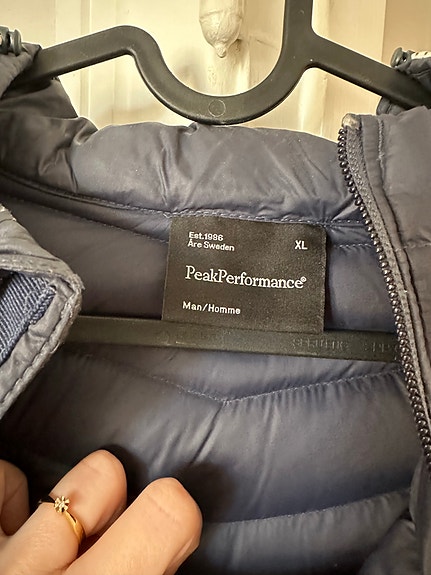 Est.1986
Åre Sweden
XL
PeakPerformance®
Man/Homme